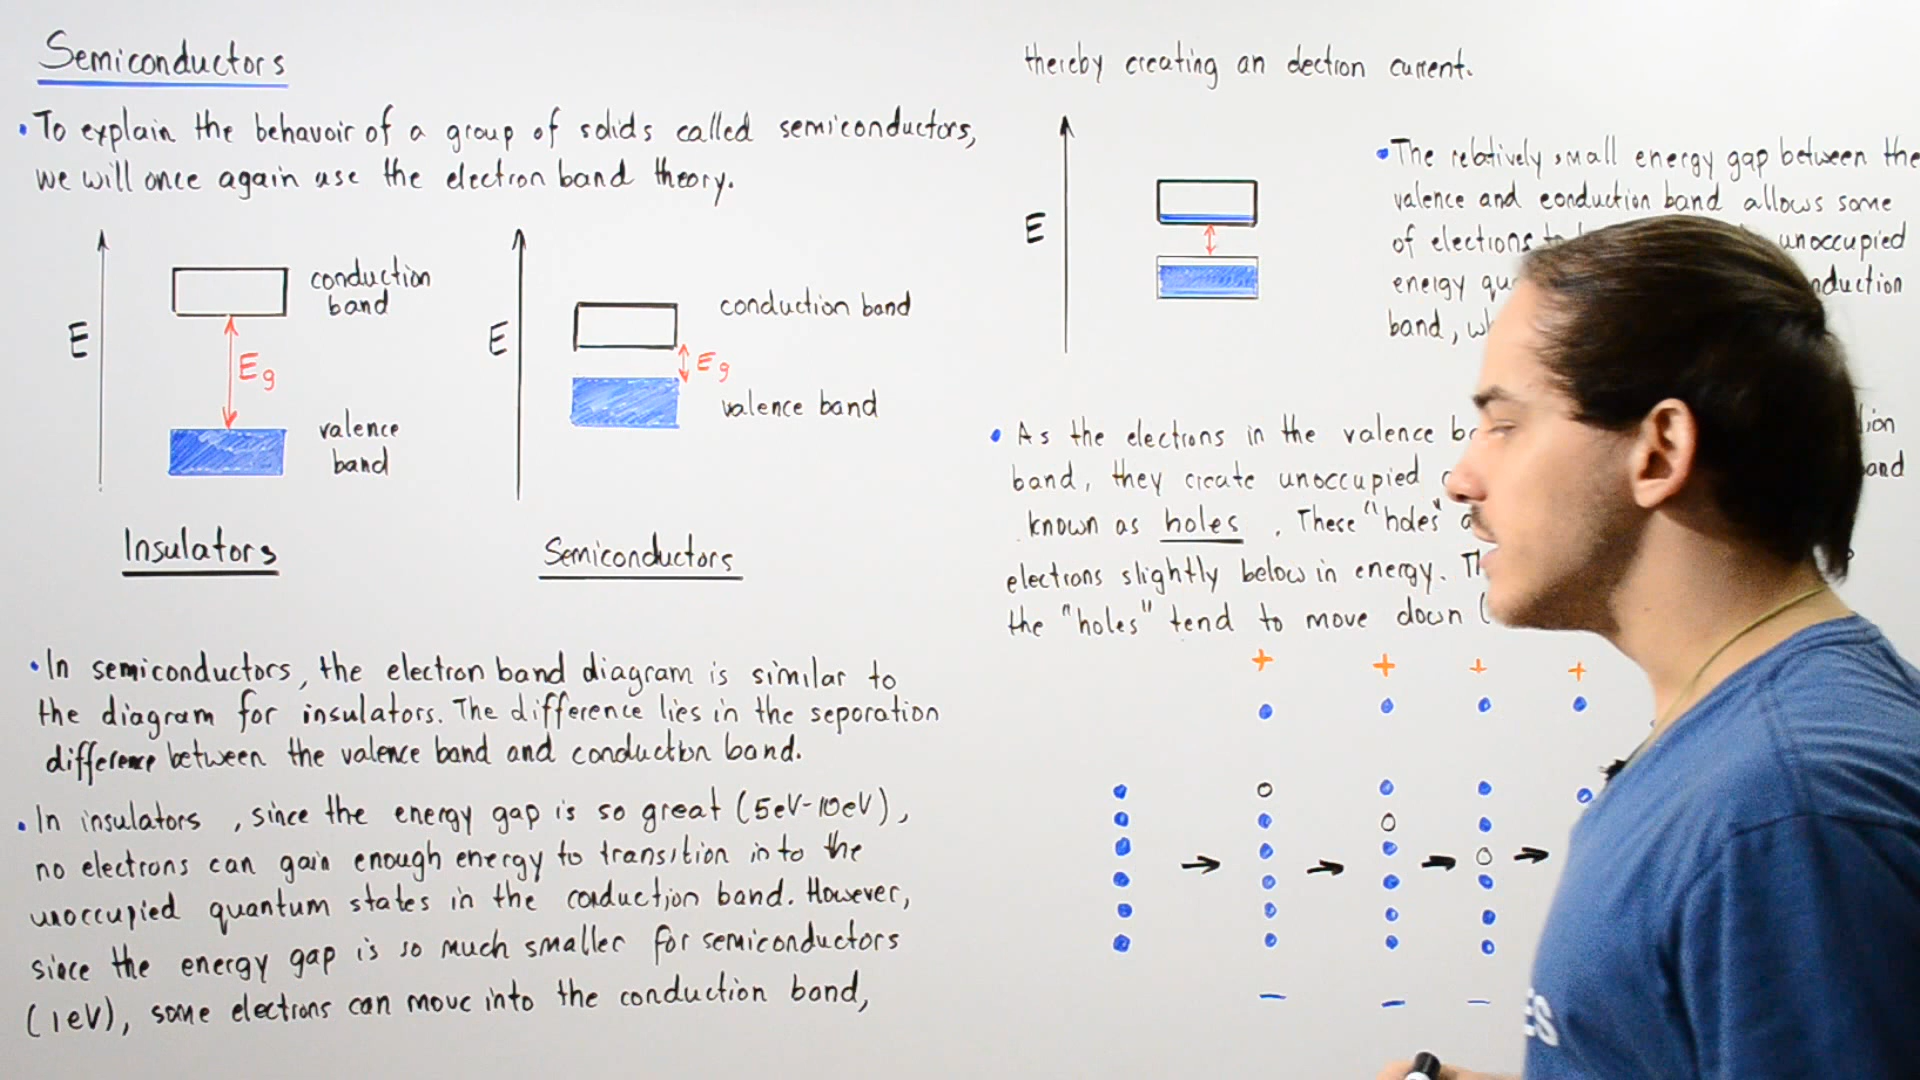 Semiconductors
• To explain the behavoir of a group of solids called semiconductors,
we will once again use the electron band theory.
E
conduction
band
Eg
valence
band
Insulators
E
conduction band
Eg
valence band
Semiconductors
• In semiconductors, the electron band diagram is similar to
the diagram for insulators. The difference lies in the seporation
difference between the valence band and conduction band.
• In insulators , since the energy gap is so great (5eV-10eV),
no electrons can gain enough energy to transition into the
unoccupied quantum states in the conduction band. However,
since the energy gap is so much smaller for semiconductors
(1eV), some electrons can move into the conduction band,
thereby creating an electron current.
E
• The relatively small energy gap between the
valence and conduction band allows some
of electrons unoccupied
energy
band,
• As the electrons in the valence
band, they create unoccupied
known as holes . These "holes"
electrons slightly below in energy.
the "holes" tend to move down (
+ + + +
→ → → →
— — —